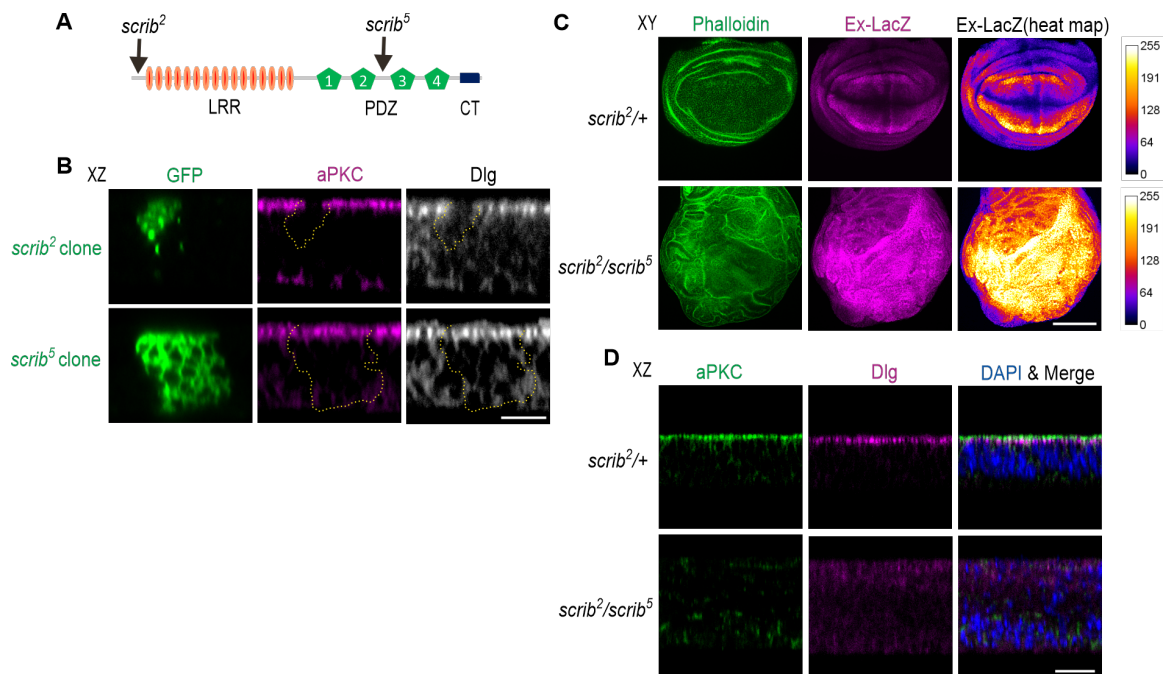 A
scrib2
scrib5
1 2 3 4
LRR
PDZ
CT
B
XZ GFP aPKC Dlg
scrib2 clone
scrib5 clone
C
XY Phalloidin Ex-LacZ Ex-LacZ(heat map)
scrib2/+
255
191
128
64
0
scrib2/scrib5
255
191
128
64
0
D
XZ aPKC Dlg DAPI & Merge
scrib2/+
scrib2/scrib5